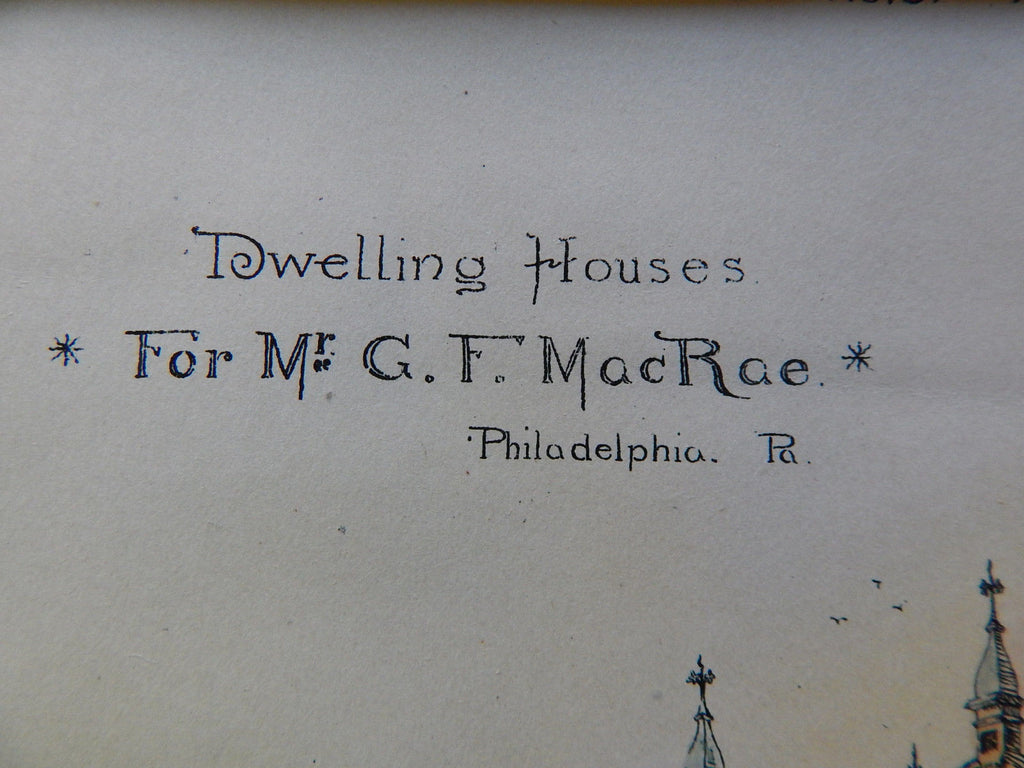 Dwelling Houses.
* For Mr. G. F. MacRae. *
Philadelphia. Pa.